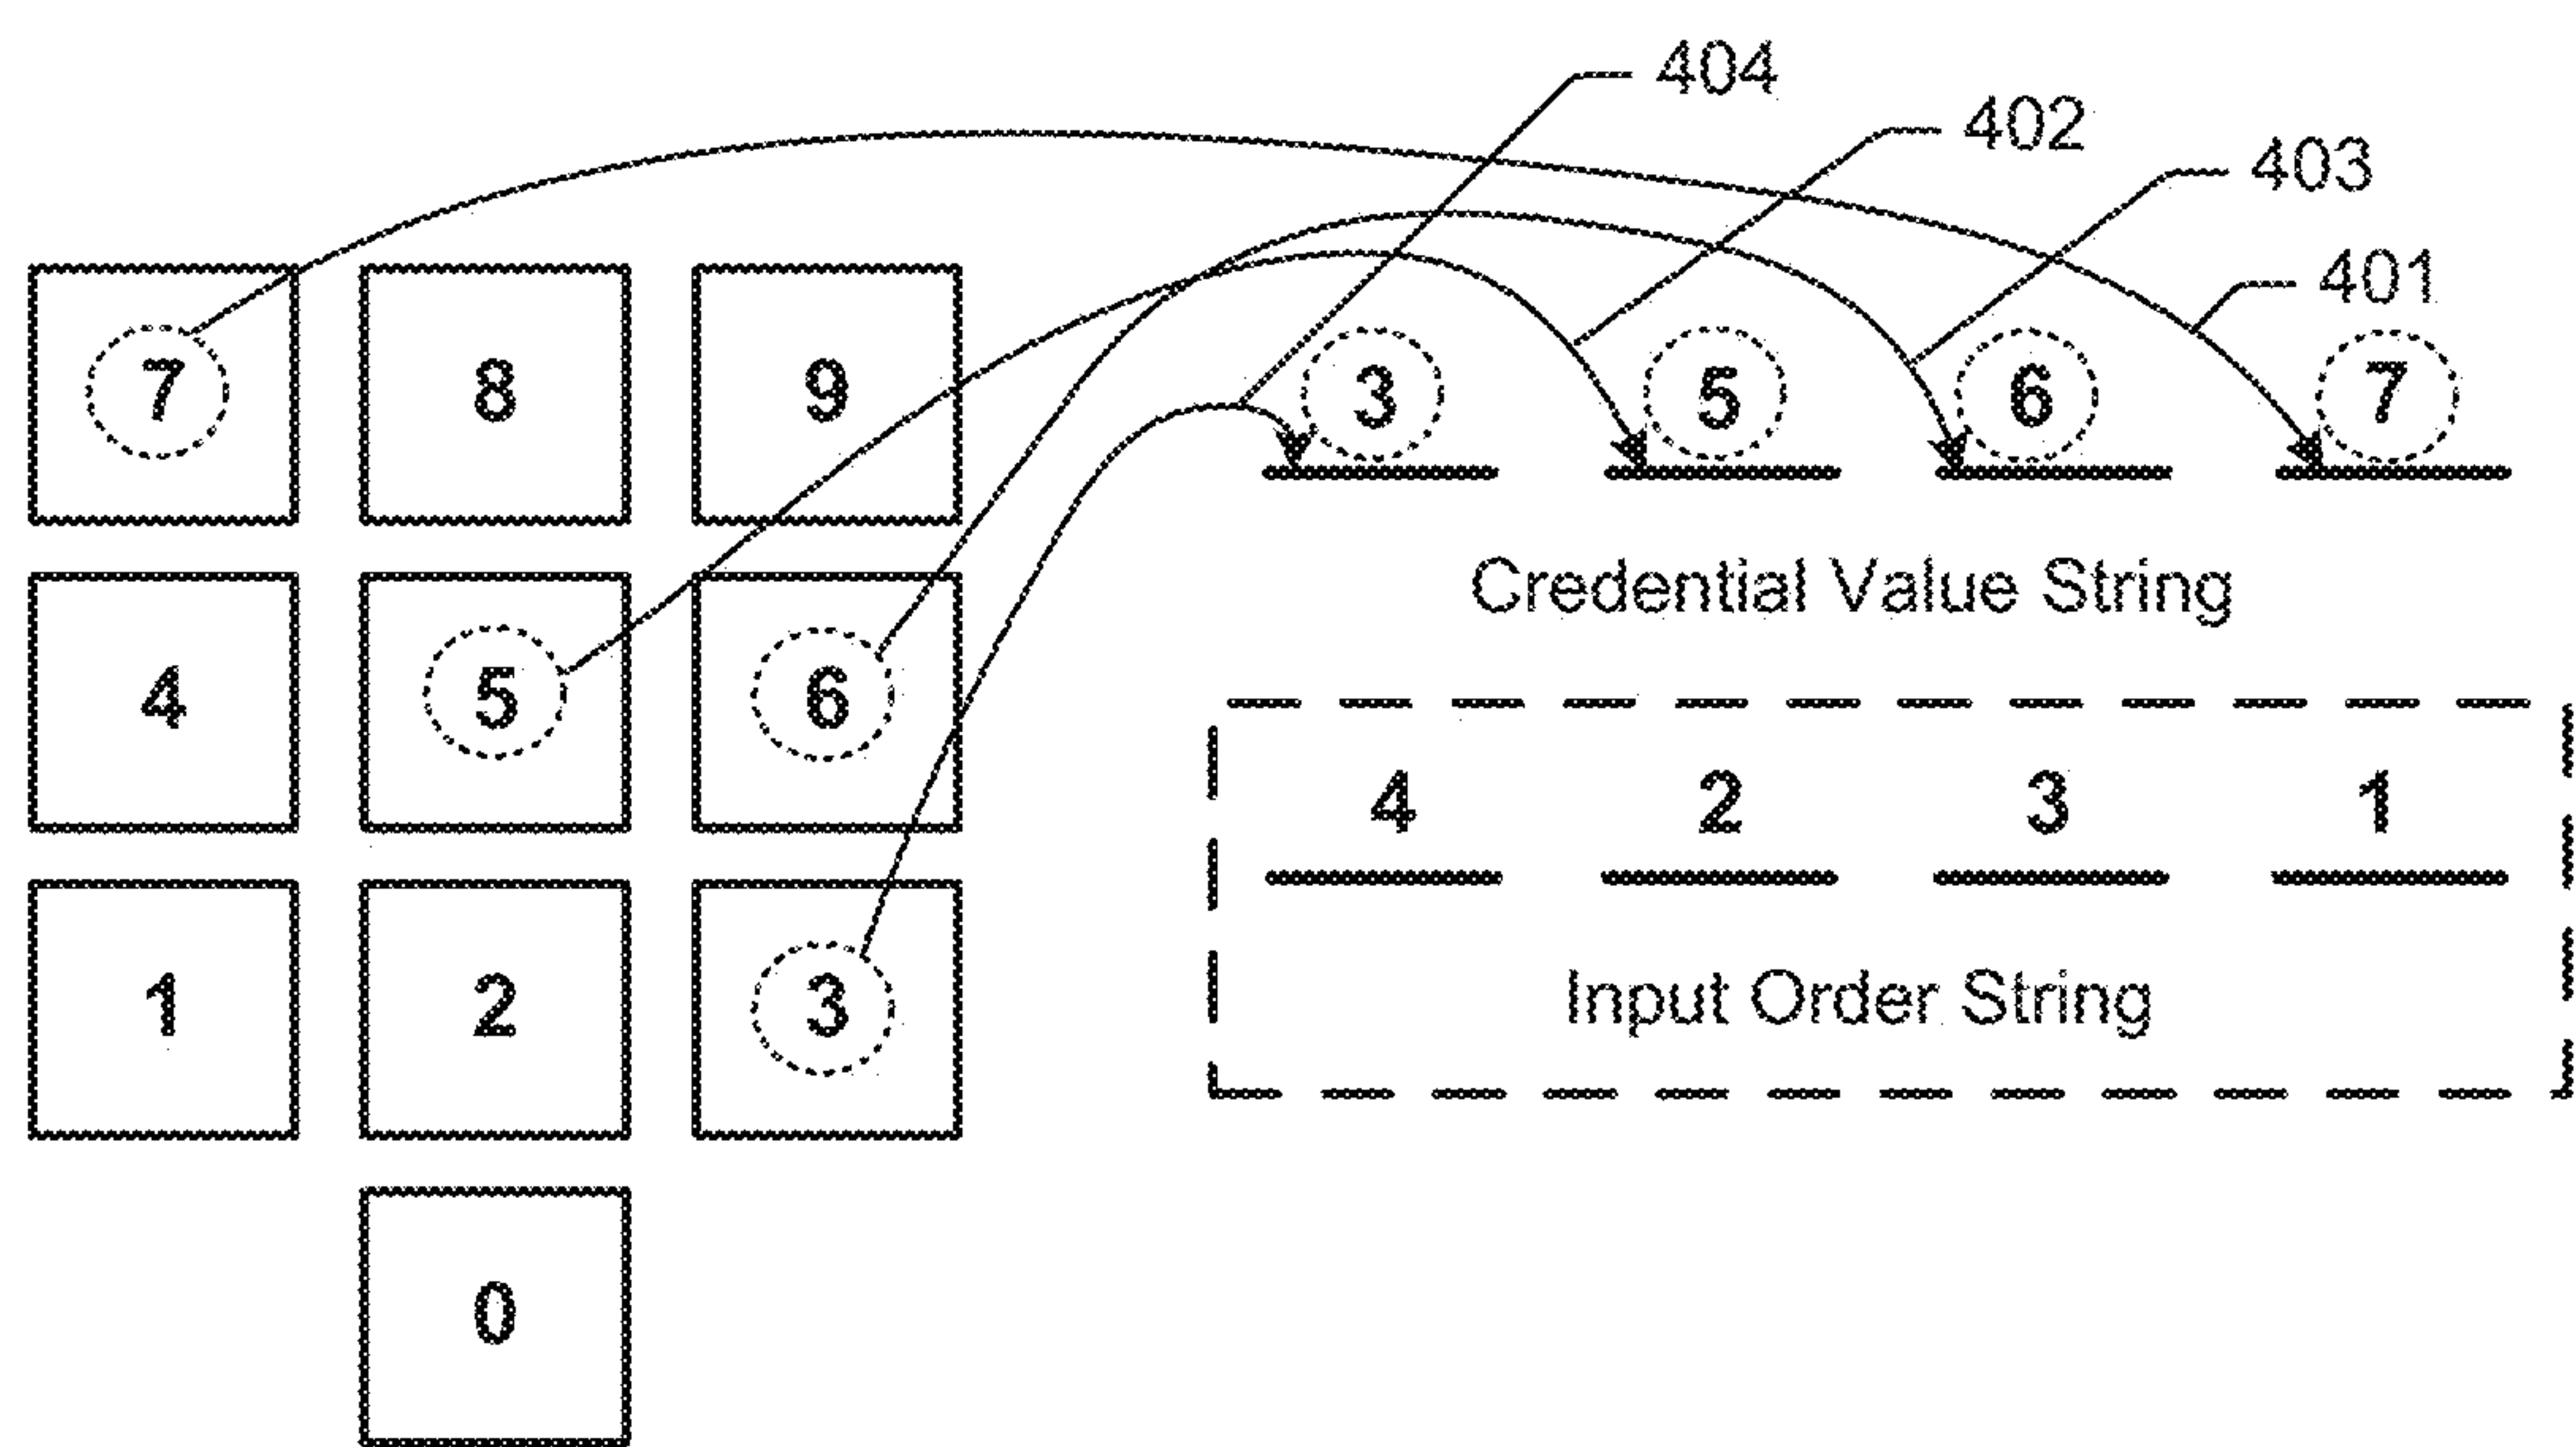 404
402
403
401
7 8 9
3 5 6 7
Credential Value String
4 5 6
4 2 3 1
Input Order String
1 2 3
0